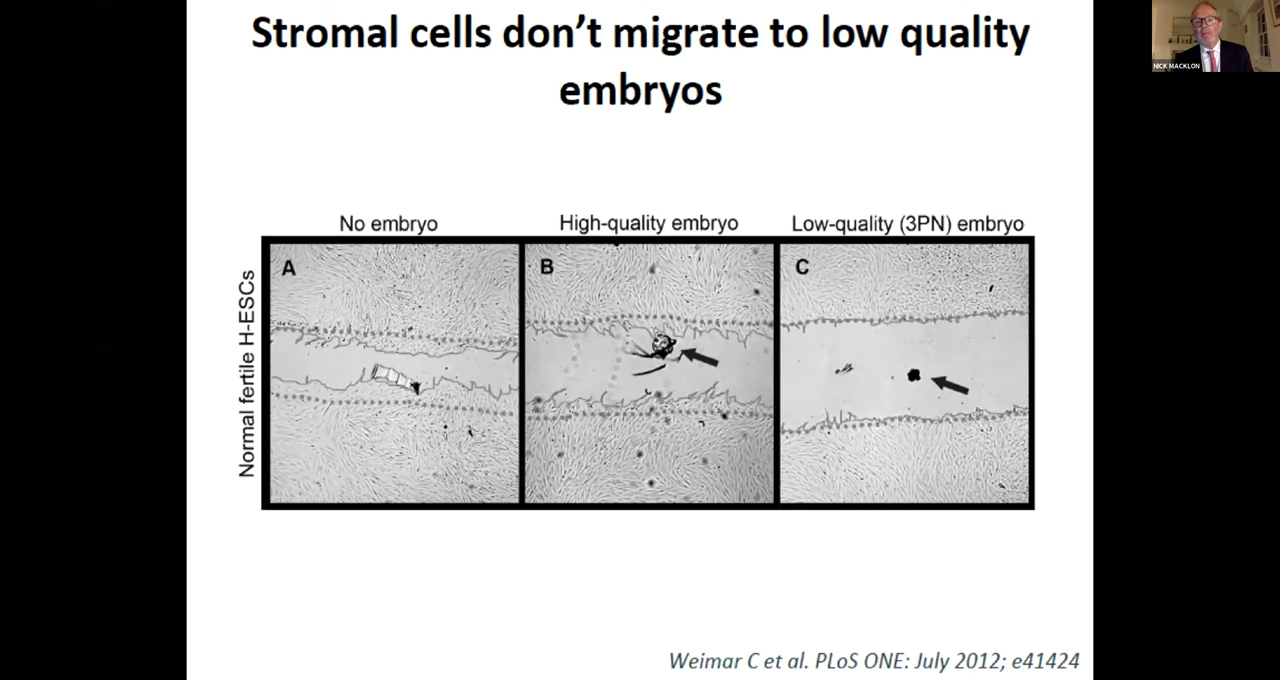 Stromal cells don't migrate to low quality
embryos
NICK MACKLON
No embryo
High-quality embryo
Low-quality (3PN) embryo
Normal fertile H-ESCs
A
B
C
Weimar C et al. PLoS ONE: July 2012; e41424